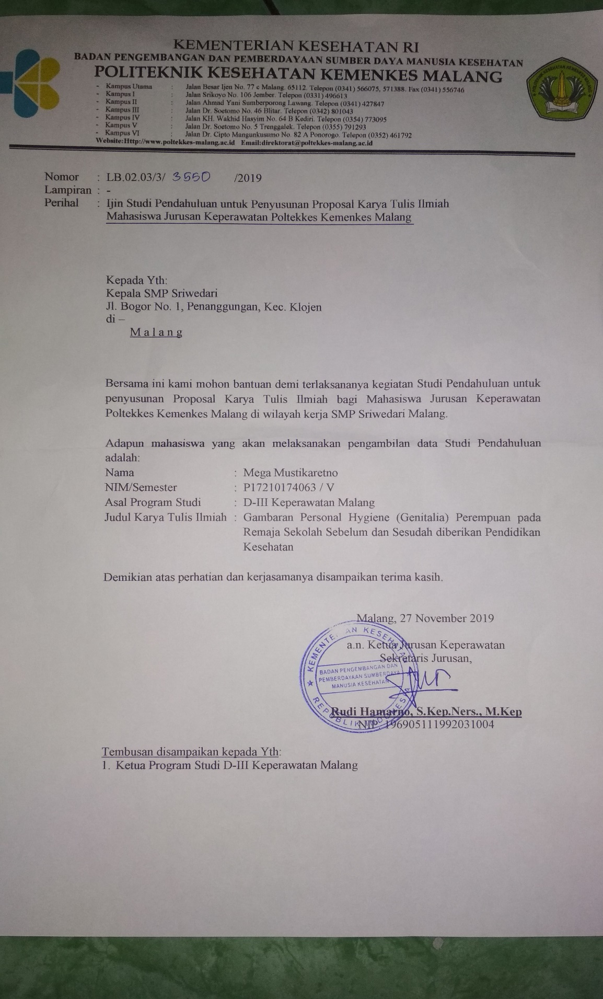 KEMENTERIAN KESEHATAN RI
BADAN PENGEMBANGAN DAN PEMBERDAYAAN SUMBER DAYA MANUSIA KESEHATAN
POLITEKNIK KESEHATAN KEMENKES MALANG
- Kampus Utama : Jalan Besar Ijen No. 77 c Malang. 65112. Telepon (0341) 566075, 571388. Fax (0341) 556746
- Kampus I : Jalan Srikoyo No. 106 Jember. Telepon (0331) 496613
- Kampus II : Jalan Ahmad Yani Sumberporong Lawang. Telepon (0341) 427847
- Kampus III : Jalan Dr. Soetomo No. 46 Blitar. Telepon (0342) 801043
- Kampus IV : Jalan KH. Wakhid Hasyim No. 64 B Kediri. Telepon (0354) 773095
- Kampus V : Jalan Dr. Soetomo No. 5 Trenggalek. Telepon (0355) 791293
- Kampus VI : Jalan Dr. Cipto Mangunkusumo No. 82 A Ponorogo. Telepon (0352) 461792
Website:Http://www.poltekkes-malang.ac.id Email:direktorat@poltekkes-malang.ac.id
POLITEKNIK KESEHATAN KEMENKES MALANG
Nomor : LB.02.03/3/ 3550 /2019
Lampiran : -
Perihal : Ijin Studi Pendahuluan untuk Penyusunan Proposal Karya Tulis Ilmiah
Mahasiswa Jurusan Keperawatan Poltekkes Kemenkes Malang
Kepada Yth:
Kepala SMP Sriwedari
Jl. Bogor No. 1, Penanggungan, Kec. Klojen
di –
M a l a n g
Bersama ini kami mohon bantuan demi terlaksananya kegiatan Studi Pendahuluan untuk
penyusunan Proposal Karya Tulis Ilmiah bagi Mahasiswa Jurusan Keperawatan
Poltekkes Kemenkes Malang di wilayah kerja SMP Sriwedari Malang.
Adapun mahasiswa yang akan melaksanakan pengambilan data Studi Pendahuluan
adalah:
Nama : Mega Mustikaretno
NIM/Semester : P17210174063 / V
Asal Program Studi : D-III Keperawatan Malang
Judul Karya Tulis Ilmiah : Gambaran Personal Hygiene (Genitalia) Perempuan pada
Remaja Sekolah Sebelum dan Sesudah diberikan Pendidikan
Kesehatan
Demikian atas perhatian dan kerjasamanya disampaikan terima kasih.
Malang, 27 November 2019
a.n. Ketua Jurusan Keperawatan
Sekretaris Jurusan,
KEMENTERIAN KESEHATAN
BADAN PENGEMBANGAN DAN
PEMBERDAYAAN SUMBERDAYA
MANUSIA KESEHATAN
REPUBLIK INDONESIA
Rudi Hamarno, S.Kep.Ners., M.Kep
NIP. 196905111992031004
Tembusan disampaikan kepada Yth:
1. Ketua Program Studi D-III Keperawatan Malang